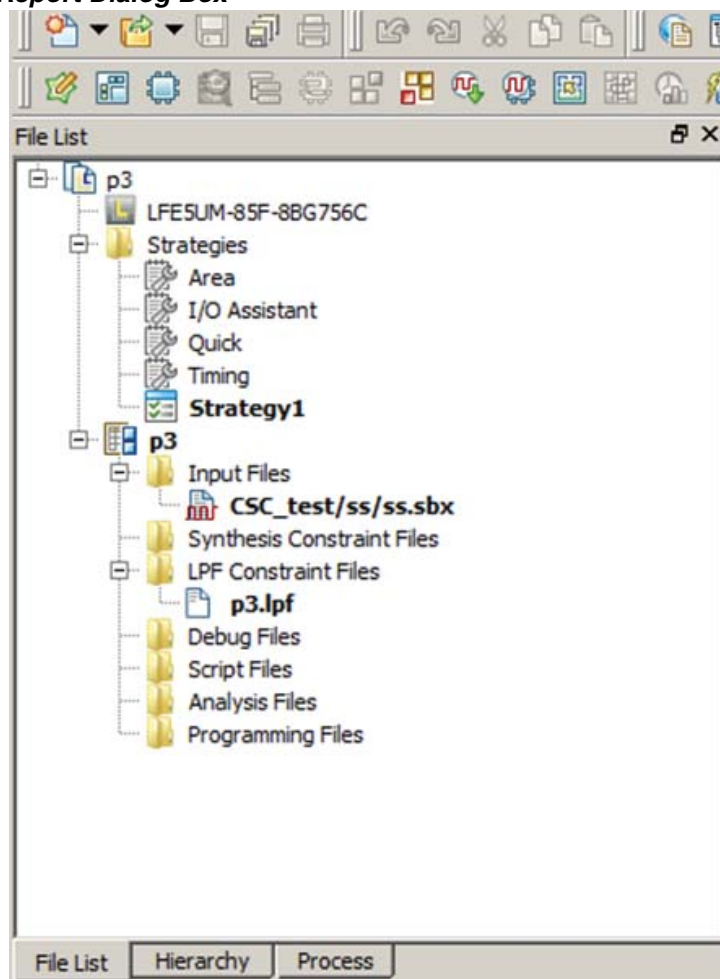 Report Dialog Box
File List
p3
LFE5UM-85F-8BG756C
Strategies
Area
I/O Assistant
Quick
Timing
Strategy1
p3
Input Files
CSC_test/ss/ss.sbx
Synthesis Constraint Files
LPF Constraint Files
p3.lpf
Debug Files
Script Files
Analysis Files
Programming Files
File List Hierarchy Process